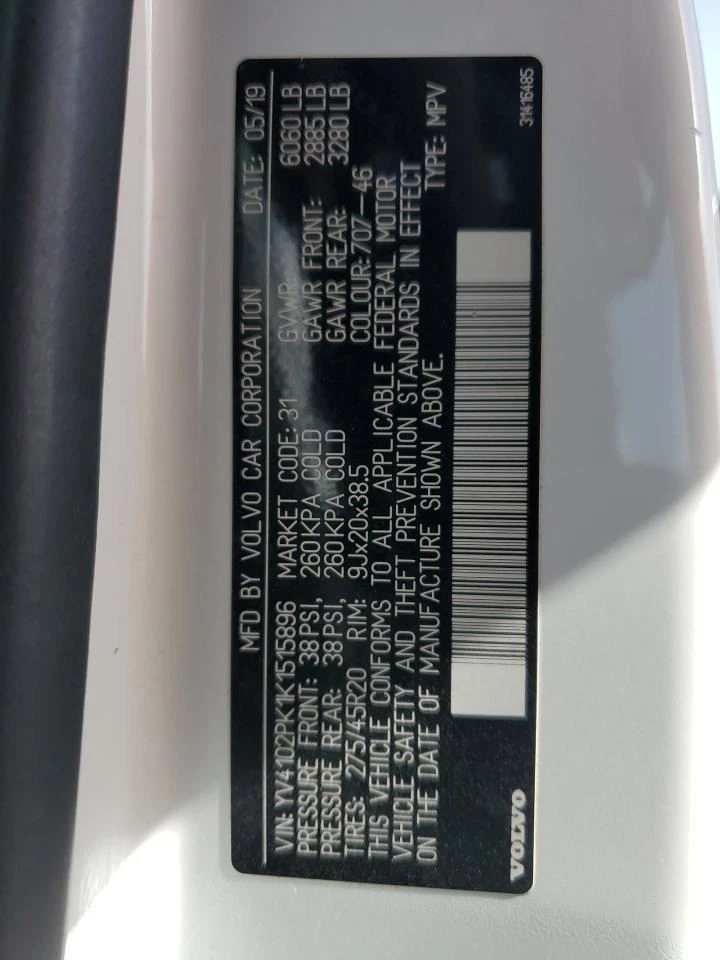 MFD BY VOLVO CAR CORPORATION DATE: 05/19
VIN: YV4102PK1K1515896 MARKET CODE: 31 GVWR: 6060LB
PRESSURE FRONT: 38PSI, 260KPA COLD GAWR FRONT: 2885LB
PRESSURE REAR: 38PSI, 260KPA COLD GAWR REAR: 3280LB
TIRES: 275/45R20 RIM: 9Jx20x38.5 COLOUR: 707-46
THIS VEHICLE CONFORMS TO ALL APPLICABLE FEDERAL MOTOR
VEHICLE SAFETY AND THEFT PREVENTION STANDARDS IN EFFECT
ON THE DATE OF MANUFACTURE SHOWN ABOVE. TYPE: MPV
VOLVO 31416485